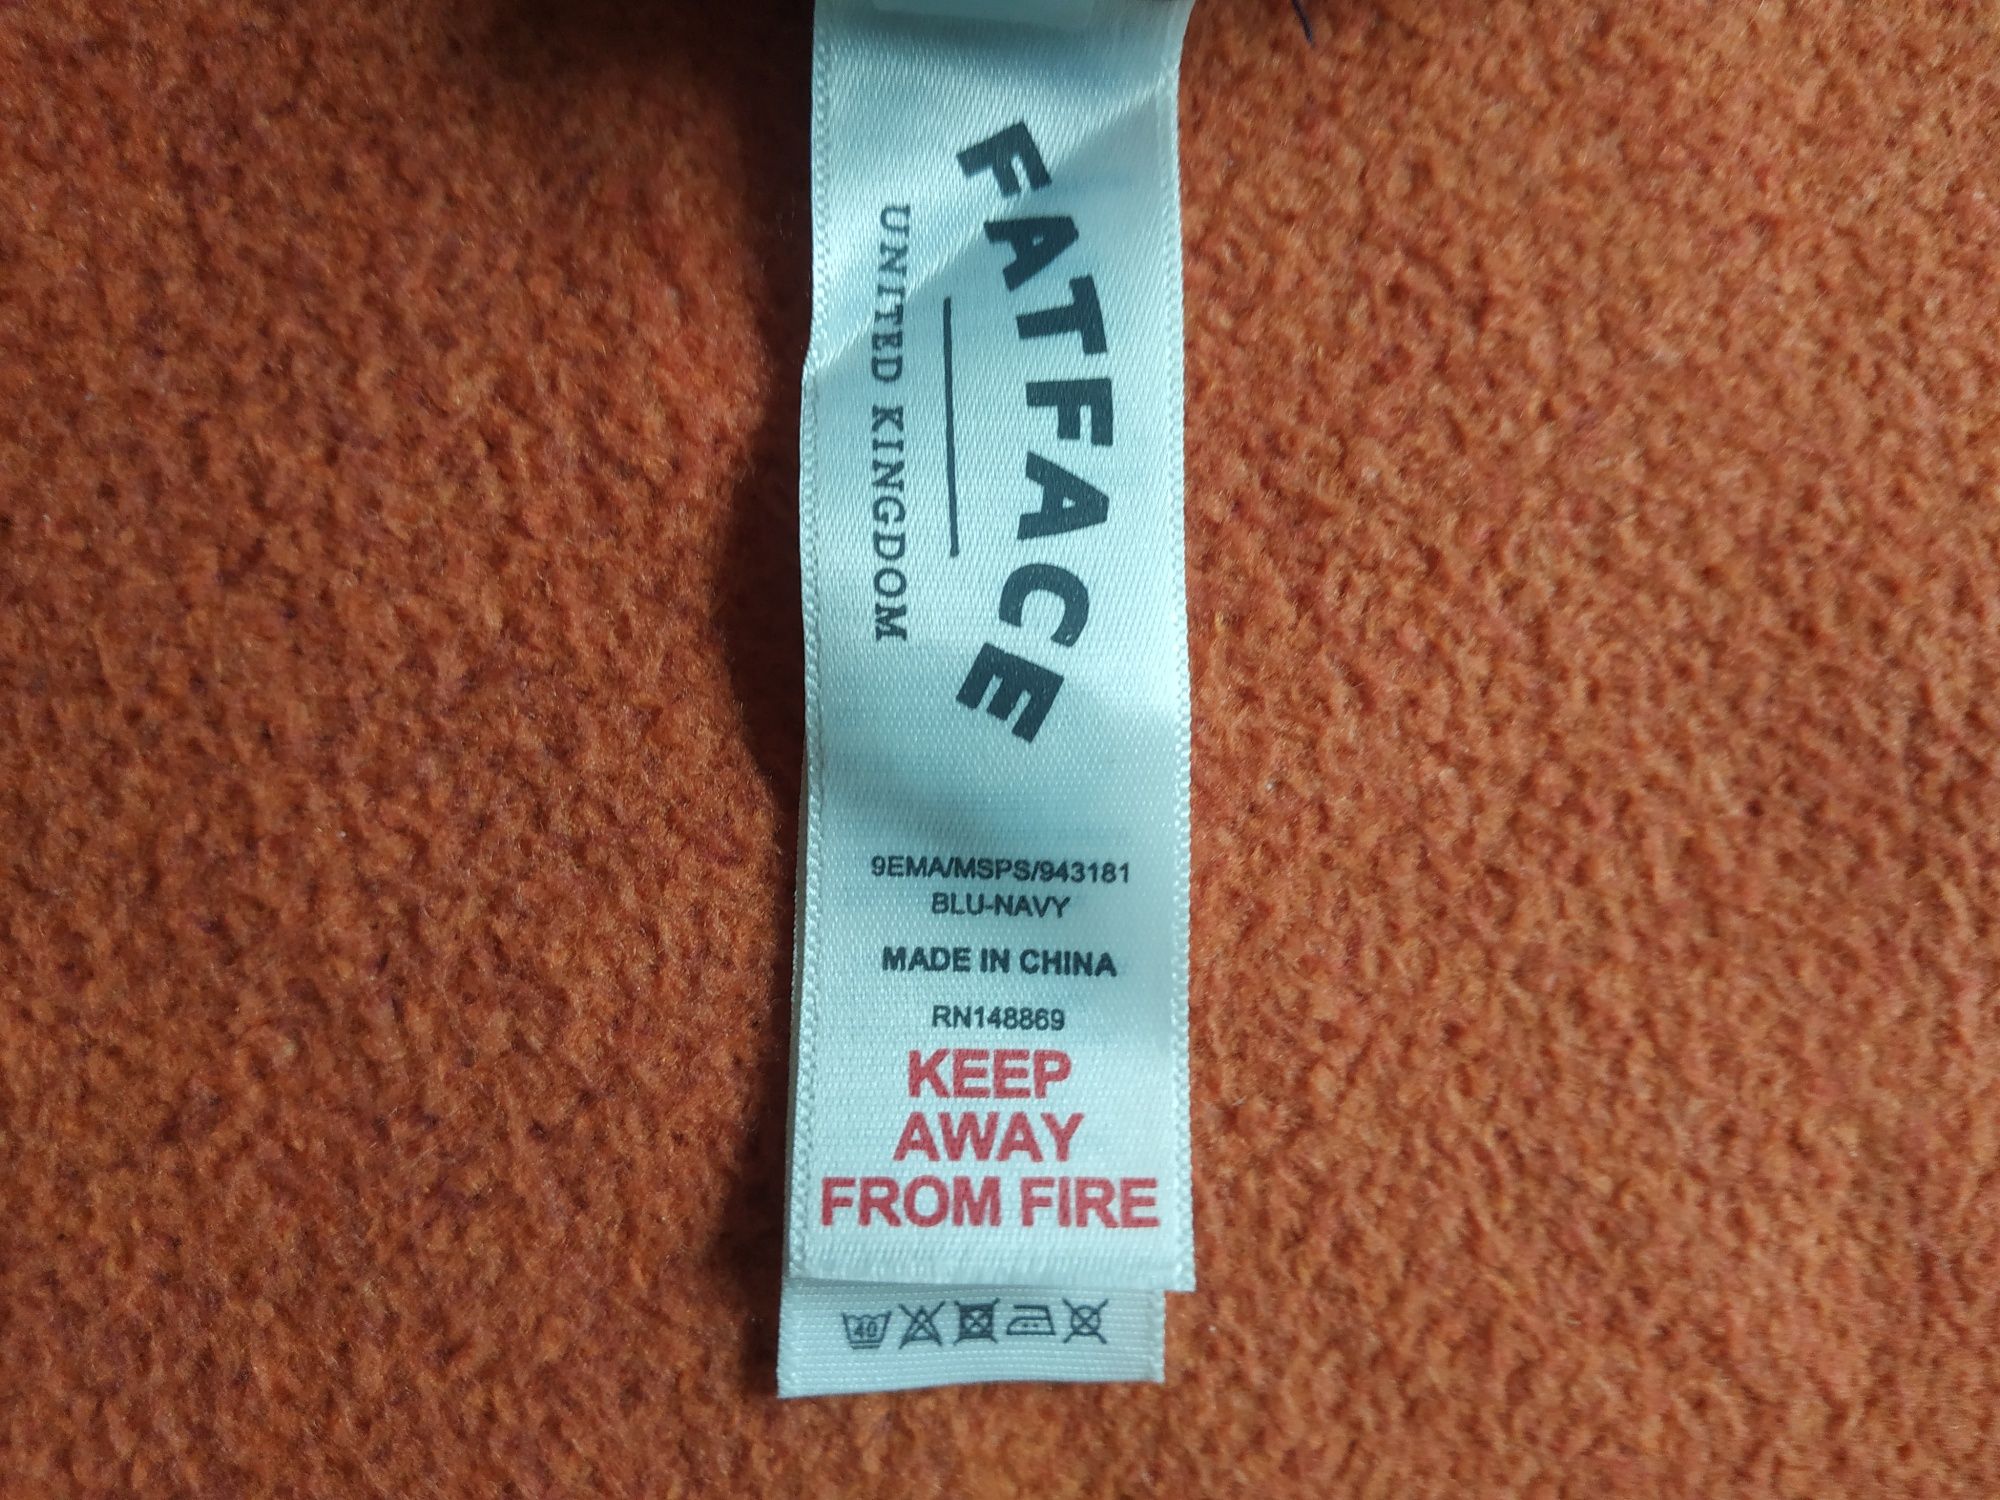 FATFACE
UNITED KINGDOM
9EMA/MSPS/943181
BLU-NAVY
MADE IN CHINA
RN148869
KEEP
AWAY
FROM FIRE
40